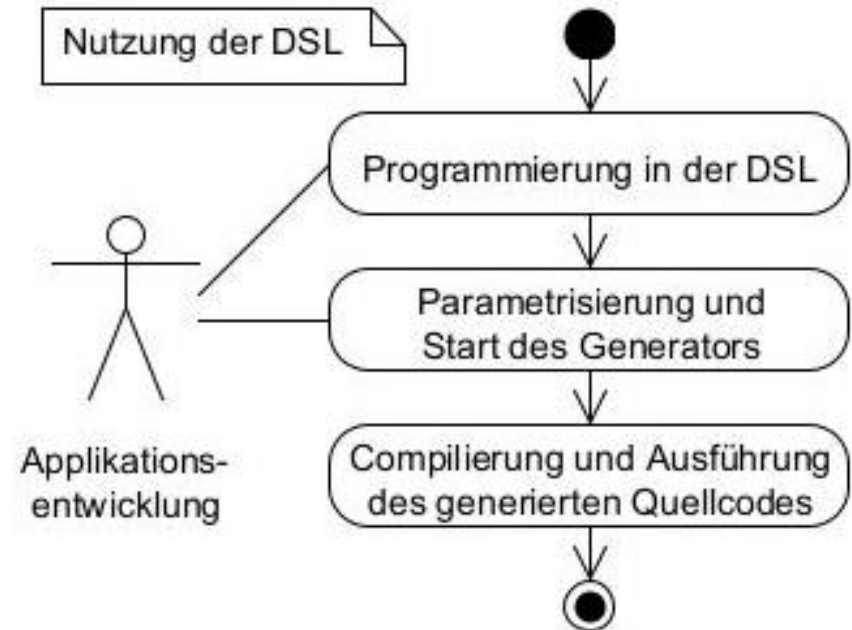 Nutzung der DSL
Programmierung in der DSL
Parametrisierung und
Start des Generators
Applikations-
entwicklung
Compilierung und Ausführung
des generierten Quellcodes